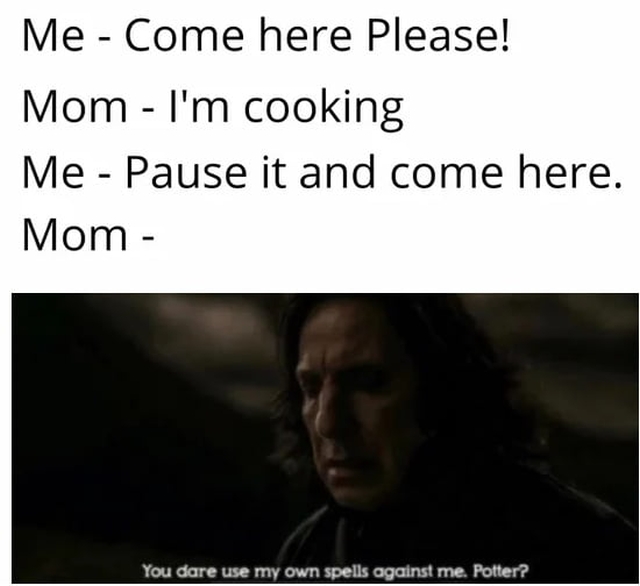 Me - Come here Please!
Mom - I'm cooking
Me - Pause it and come here.
Mom -
You dare use my own spells against me. Potter?